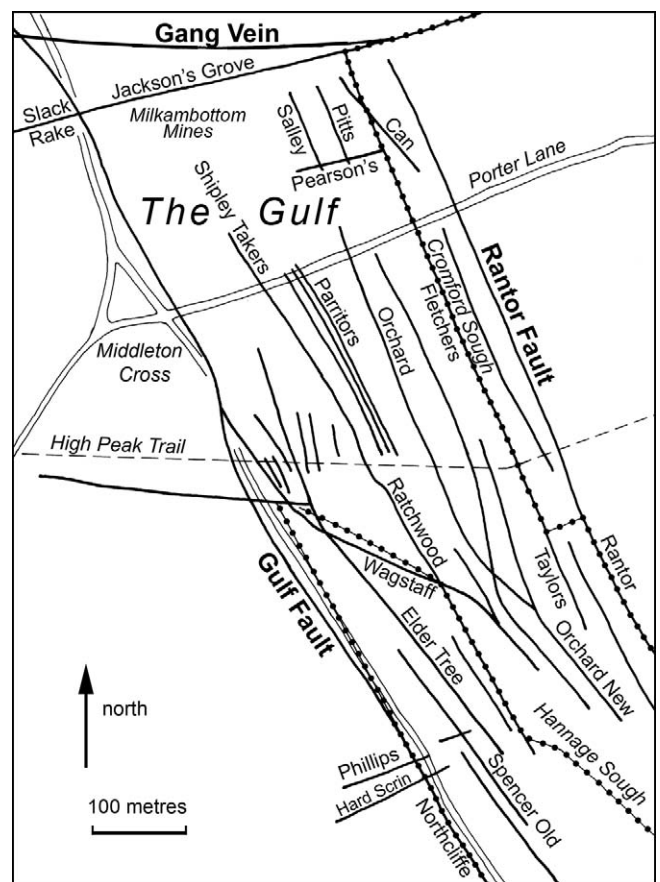 Gang Vein
Jackson's Grove
Slack
Rake
Milkambottom
Mines
Salley
Pitts
Can
Pearson's
Porter Lane
Shipley Takers
The Gulf
Parritors
Orchard
Cromford Sough
Fletchers
Rantor Fault
Middleton
Cross
High Peak Trail
Ratchwood
Wagstaff
Gulf Fault
Elder Tree
Taylors
Rantor
Orchard New
north
Hannage Sough
Phillips
Hard Scrin
Spencer Old
Northcliffe
100 metres